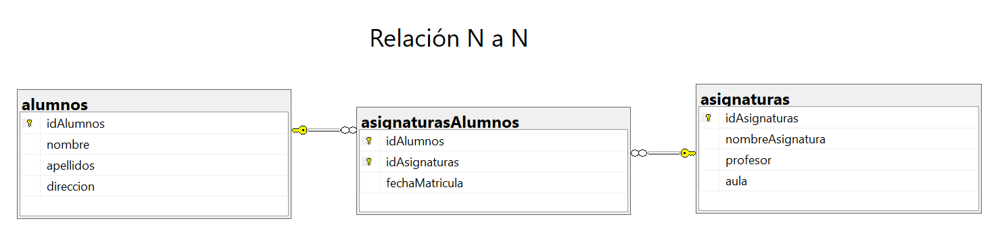 Relación N a N
alumnos
idAlumnos
nombre
apellidos
direccion
asignaturasAlumnos
idAlumnos
idAsignaturas
fechaMatricula
asignaturas
idAsignaturas
nombreAsignatura
profesor
aula